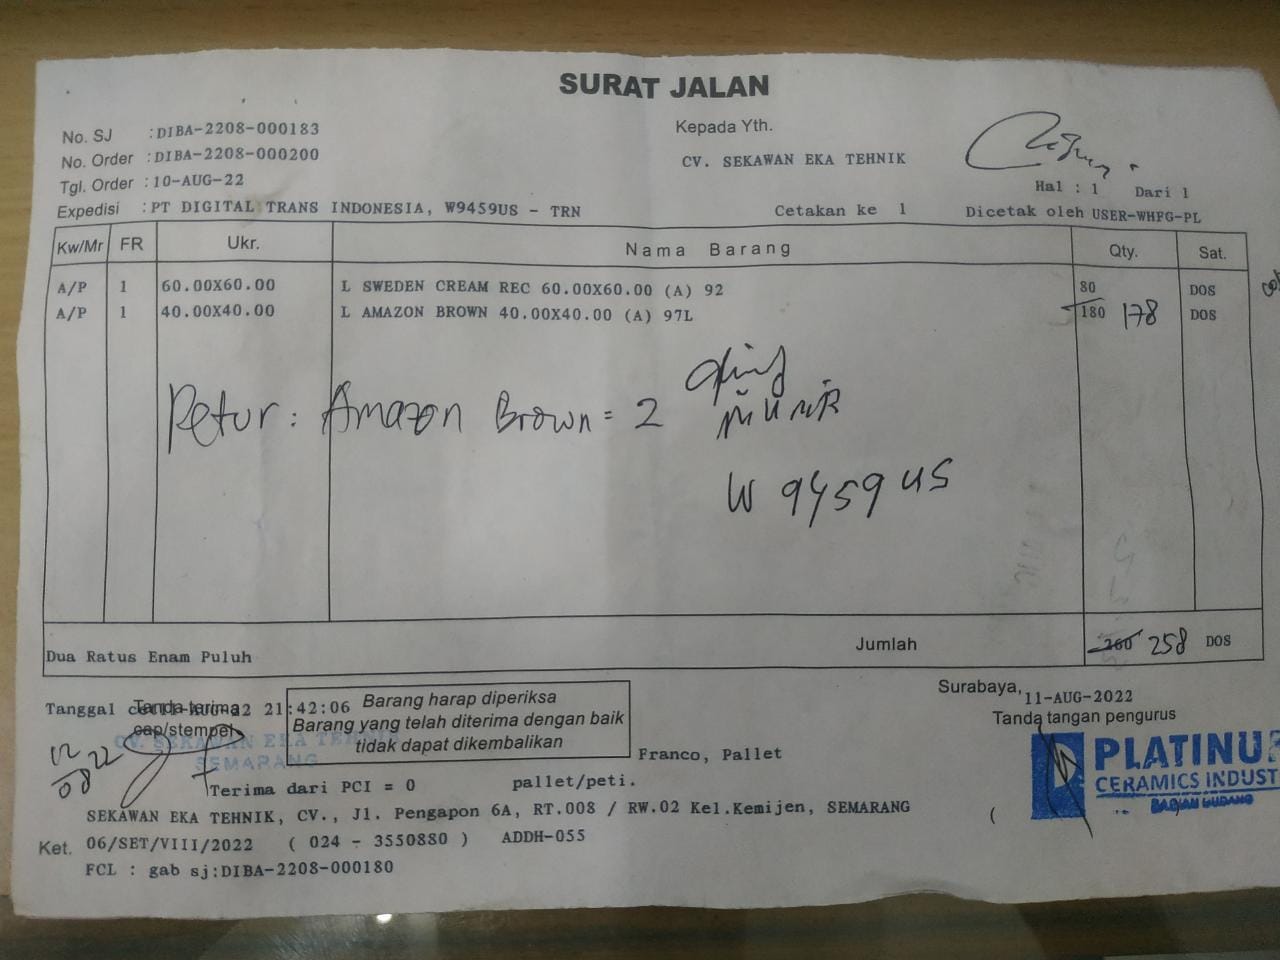 SURAT JALAN
No. SJ :DIBA-2208-000183
No. Order :DIBA-2208-000200
Tgl. Order :10-AUG-22
Expedisi :PT DIGITAL TRANS INDONESIA, W9459US - TRN
Kepada Yth.
CV. SEKAWAN EKA TEHNIK
Hal : 1 Dari 1
Cetakan ke 1 Dicetak oleh USER-WHFG-PL
Kw/Mr FR Ukr. Nama Barang Qty. Sat.
A/P 1 60.00X60.00 L SWEDEN CREAM REC 60.00X60.00 (A) 92 80 DOS
A/P 1 40.00X40.00 L AMAZON BROWN 40.00X40.00 (A) 97L 180 178 DOS
Retur : Amazon Brown = 2
W 9459 US
Dua Ratus Enam Puluh Jumlah 260 258 DOS
Tanggal 21:42:06
Tanda terima
cap/stempel
CV. SEKAWAN EKA TEHNIK
SEMARANG
12/08 22
Barang harap diperiksa
Barang yang telah diterima dengan baik
tidak dapat dikembalikan
Surabaya, 11-AUG-2022
Tanda tangan pengurus
Franco, Pallet
PLATINU
CERAMICS INDUST
BAGIAN GUDANG
Terima dari PCI = 0 pallet/peti.
SEKAWAN EKA TEHNIK, CV., Jl. Pengapon 6A, RT.008 / RW.02 Kel.Kemijen, SEMARANG (
Ket. 06/SET/VIII/2022 ( 024 - 3550880 ) ADDH-055
FCL : gab sj:DIBA-2208-000180